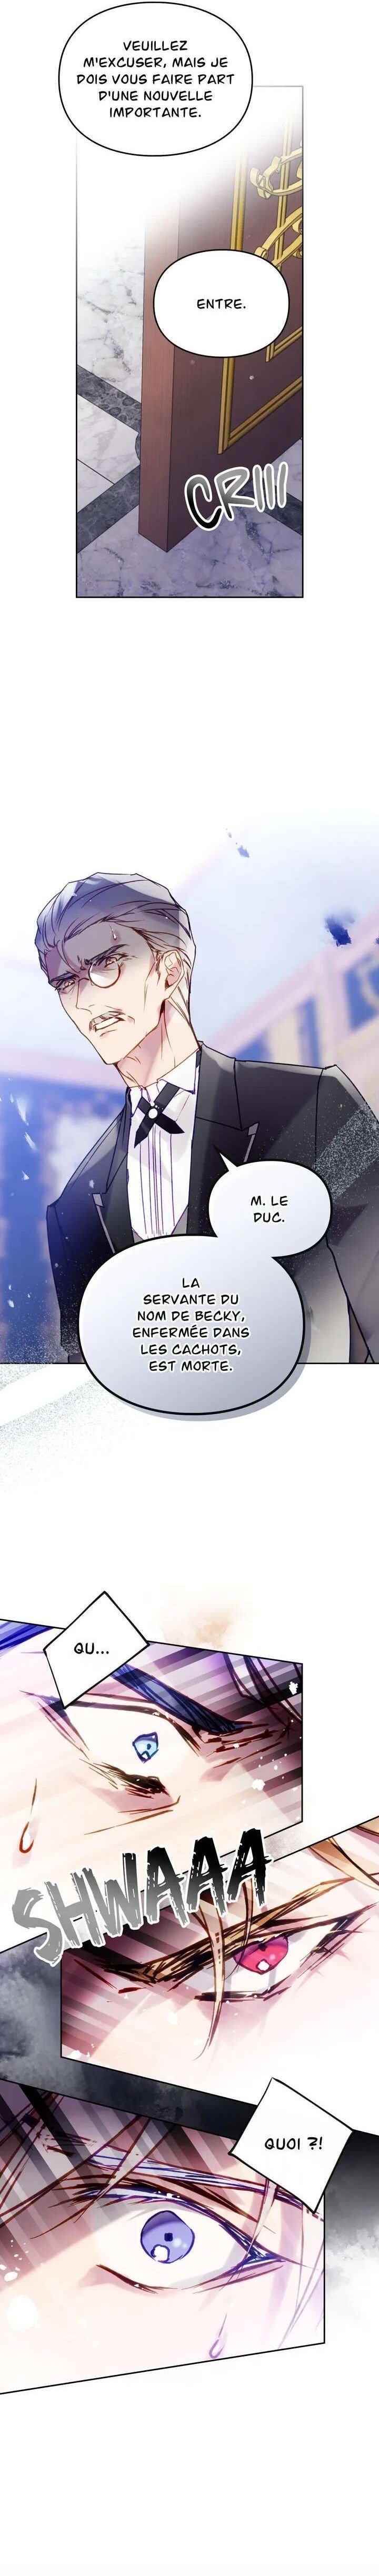 VEUILLEZ
M'EXCUSER, MAIS JE
DOIS VOUS FAIRE PART
D'UNE NOUVELLE
IMPORTANTE.
ENTRE.
CRIII
M. LE
DUC.
LA
SERVANTE DU
NOM DE BECKY,
ENFERMÉE DANS
LES CACHOTS,
EST MORTE.
QU...
SHWAAA
QUOI ?!